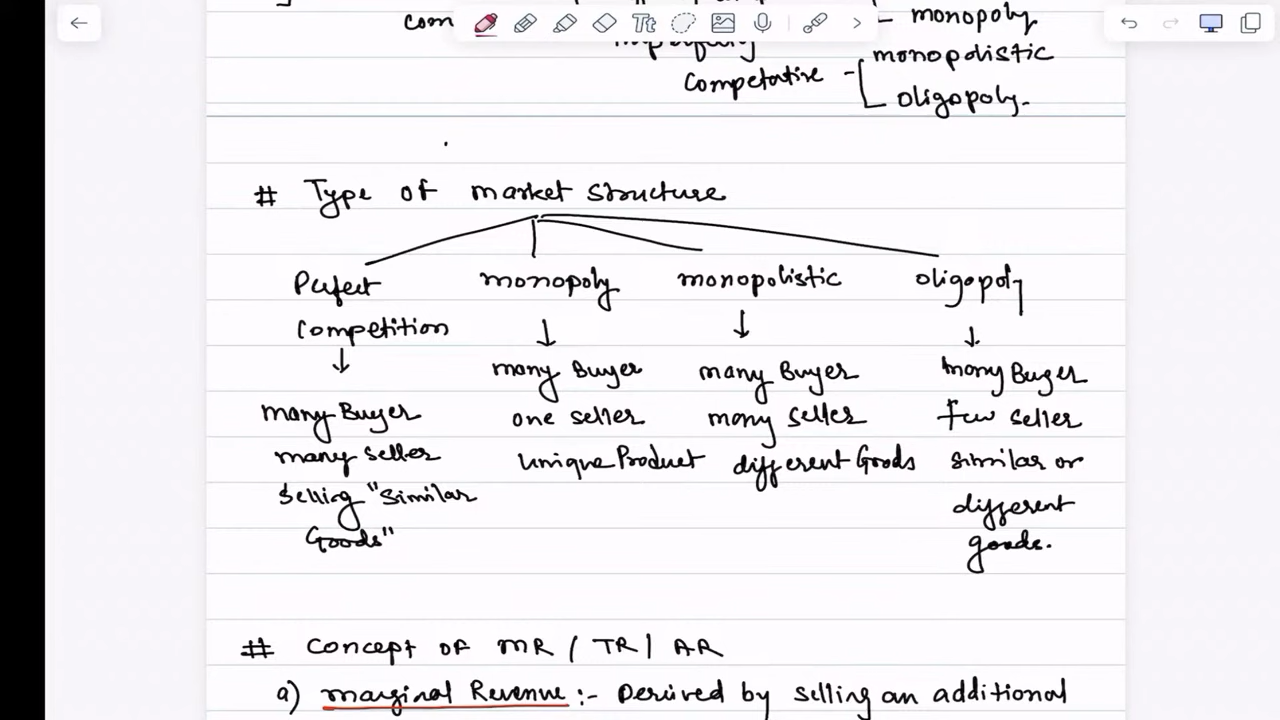 com
monopoly
monopolistic
Competative
oligopoly.
# Type of market structure
Pefect monopoly monopolistic oligopoly
competition
many Buyer many Buyer many Buyer
one seller many seller few seller
many Buyer
unique Product different Goods similar or
many seller
selling "similar different
Goods" goods.
# Concept of MR / TR / AR
a) marginal Revenue :- Derived by selling an additional